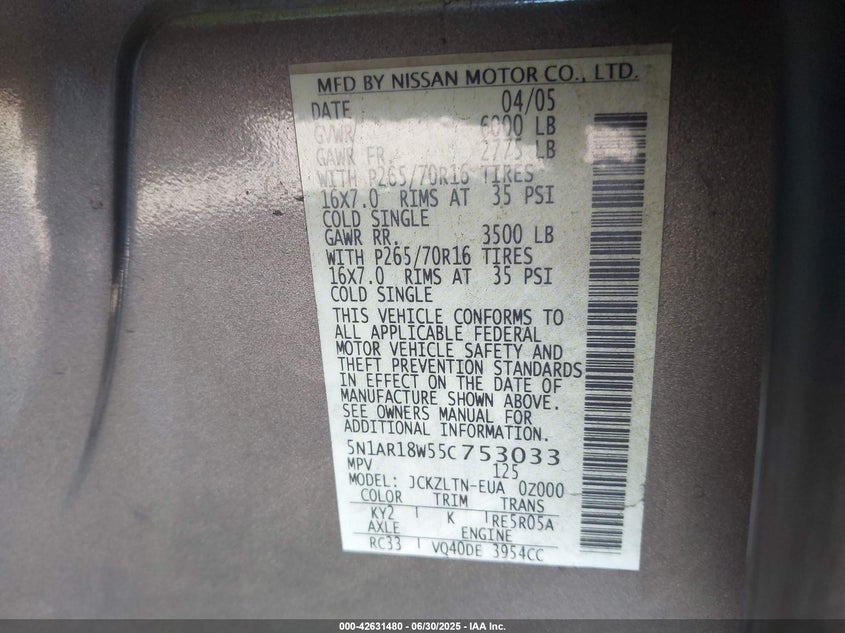 MFD BY NISSAN MOTOR CO., LTD.
DATE 04/05
GVWR 6000 LB
GAWR FR. 2775 LB
WITH P265/70R16 TIRES
16X7.0 RIMS AT 35 PSI
COLD SINGLE
GAWR RR. 3500 LB
WITH P265/70R16 TIRES
16X7.0 RIMS AT 35 PSI
COLD SINGLE
THIS VEHICLE CONFORMS TO
ALL APPLICABLE FEDERAL
MOTOR VEHICLE SAFETY AND
THEFT PREVENTION STANDARDS
IN EFFECT ON THE DATE OF
MANUFACTURE SHOWN ABOVE.
SEE OWNERS MANUAL FOR
ADDITIONAL INFORMATION.
5N1AR18W55C753033
MPV 125
MODEL: JCKZLTN-EUA 0Z000
COLOR TRIM TRANS
KY2 K RE5R05A
AXLE ENGINE
RC33 VQ40DE 3954CC
000-42631480 - 06/30/2025 - IAA Inc.